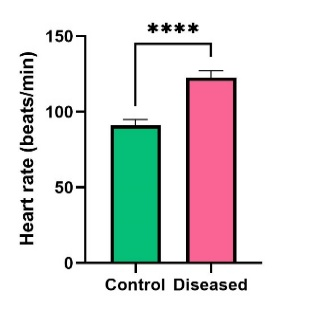 ****
150
100
50
0
Heart rate (beats/min)
Control Diseased